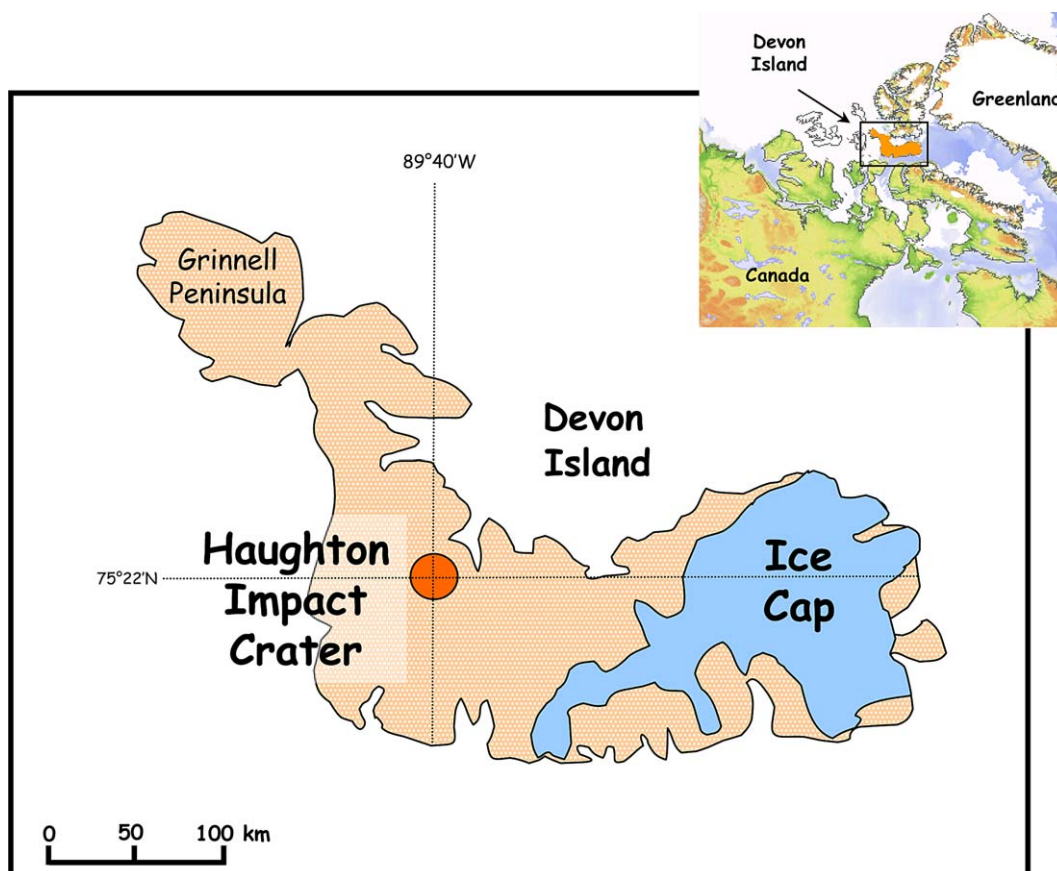 Devon
Island
Greenland
Canada
89°40'W
Grinnell
Peninsula
Devon
Island
Haughton
Impact
Crater
75°22'N
Ice
Cap
0 50 100 km